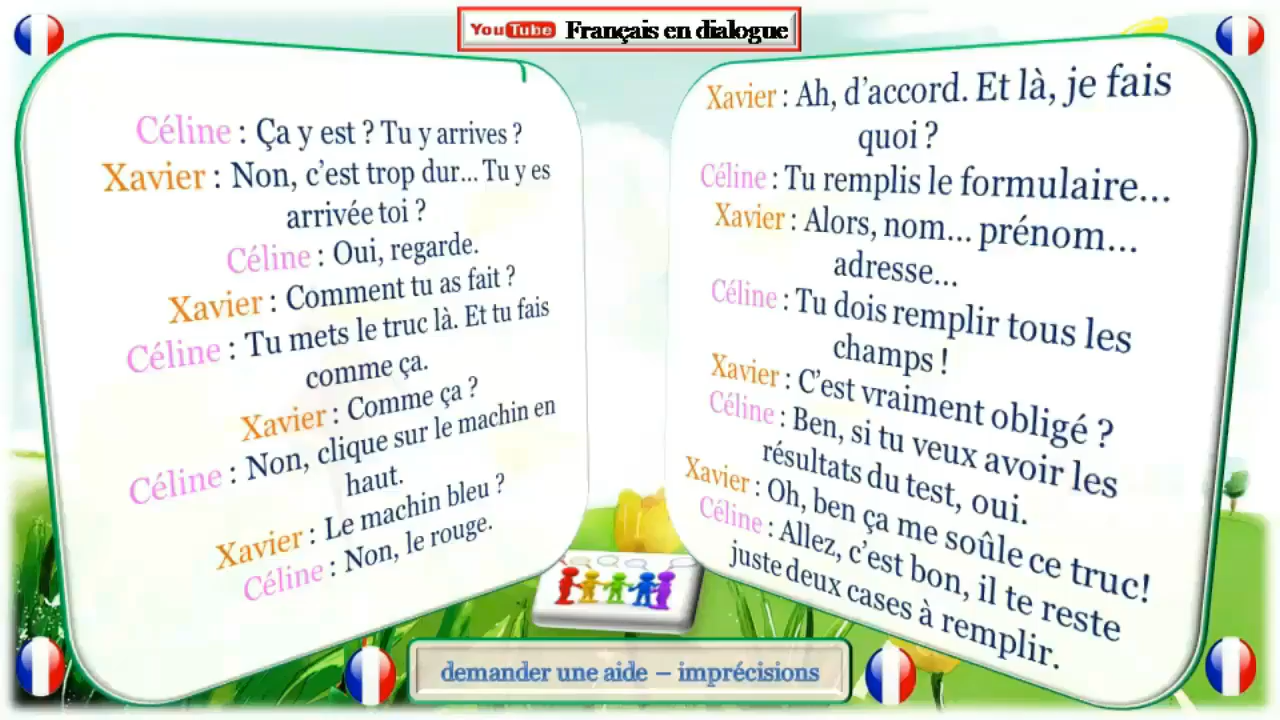 YouTube Français en dialogue
Céline : Ça y est ? Tu y arrives ?
Xavier : Non, c'est trop dur... Tu y es
arrivée toi ?
Céline : Oui, regarde.
Xavier : Comment tu as fait ?
Céline : Tu mets le truc là. Et tu fais
comme ça.
Xavier : Comme ça ?
Céline : Non, clique sur le machin en
haut.
Xavier : Le machin bleu ?
Céline : Non, le rouge.
Xavier : Ah, d'accord. Et là, je fais
quoi ?
Céline : Tu remplis le formulaire...
Xavier : Alors, nom... prénom...
adresse...
Céline : Tu dois remplir tous les
champs !
Xavier : C'est vraiment obligé ?
Céline : Ben, si tu veux avoir les
résultats du test, oui.
Xavier : Oh, ben ça me soûle ce truc!
Céline : Allez, c'est bon, il te reste
juste deux cases à remplir.
demander une aide – imprécisions